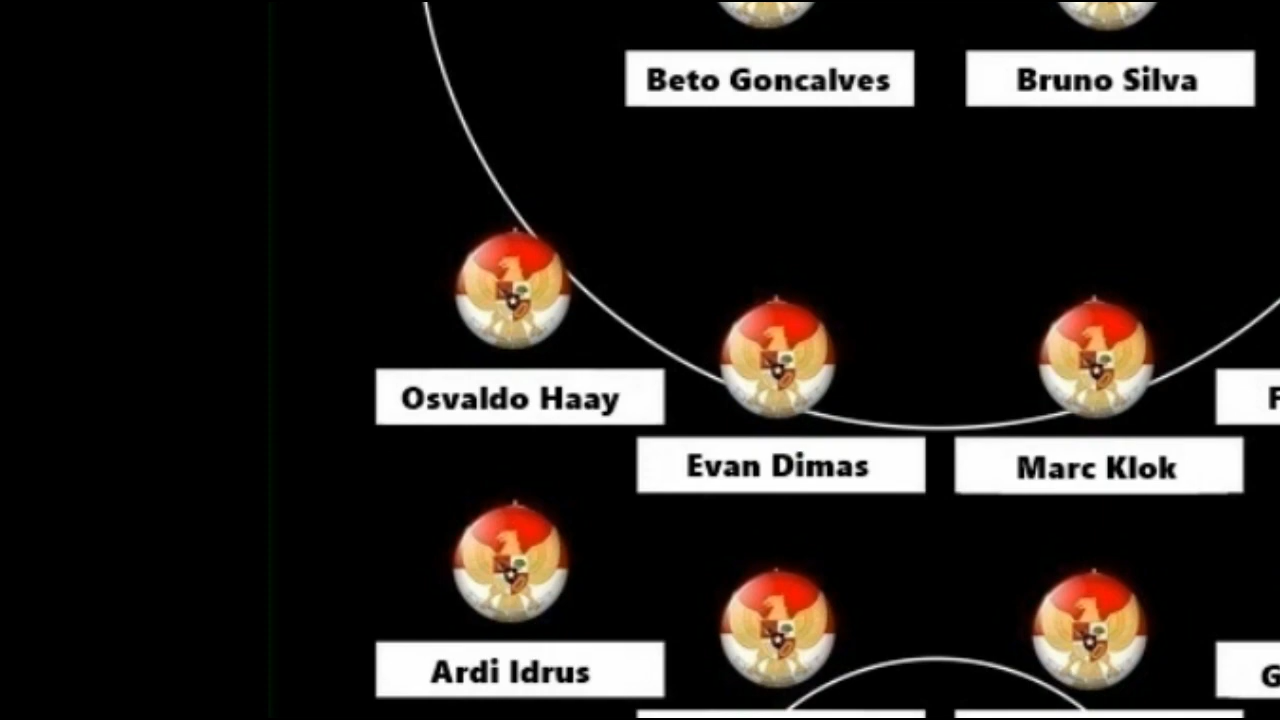 Beto Goncalves
Bruno Silva
Osvaldo Haay
F
Evan Dimas
Marc Klok
Ardi Idrus
G